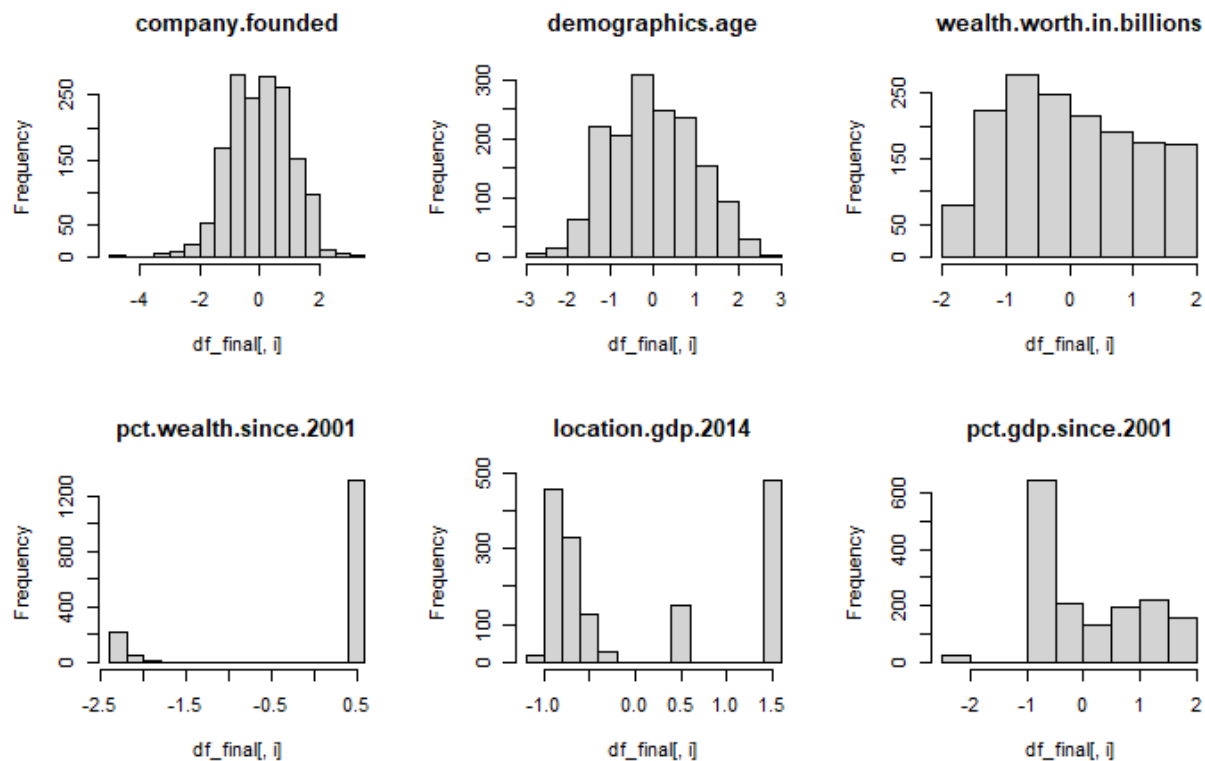 company.founded
Frequency
0 50 150 250
-4 -2 0 2
df_final[, i]
demographics.age
Frequency
0 100 200 300
-3 -2 -1 0 1 2 3
df_final[, i]
wealth.worth.in.billions
Frequency
0 50 150 250
-2 -1 0 1 2
df_final[, i]
pct.wealth.since.2001
Frequency
0 400 800 1200
-2.5 -1.5 -0.5 0.5
df_final[, i]
location.gdp.2014
Frequency
0 100 300 500
-1.0 0.0 0.5 1.0 1.5
df_final[, i]
pct.gdp.since.2001
Frequency
0 200 400 600
-2 -1 0 1 2
df_final[, i]